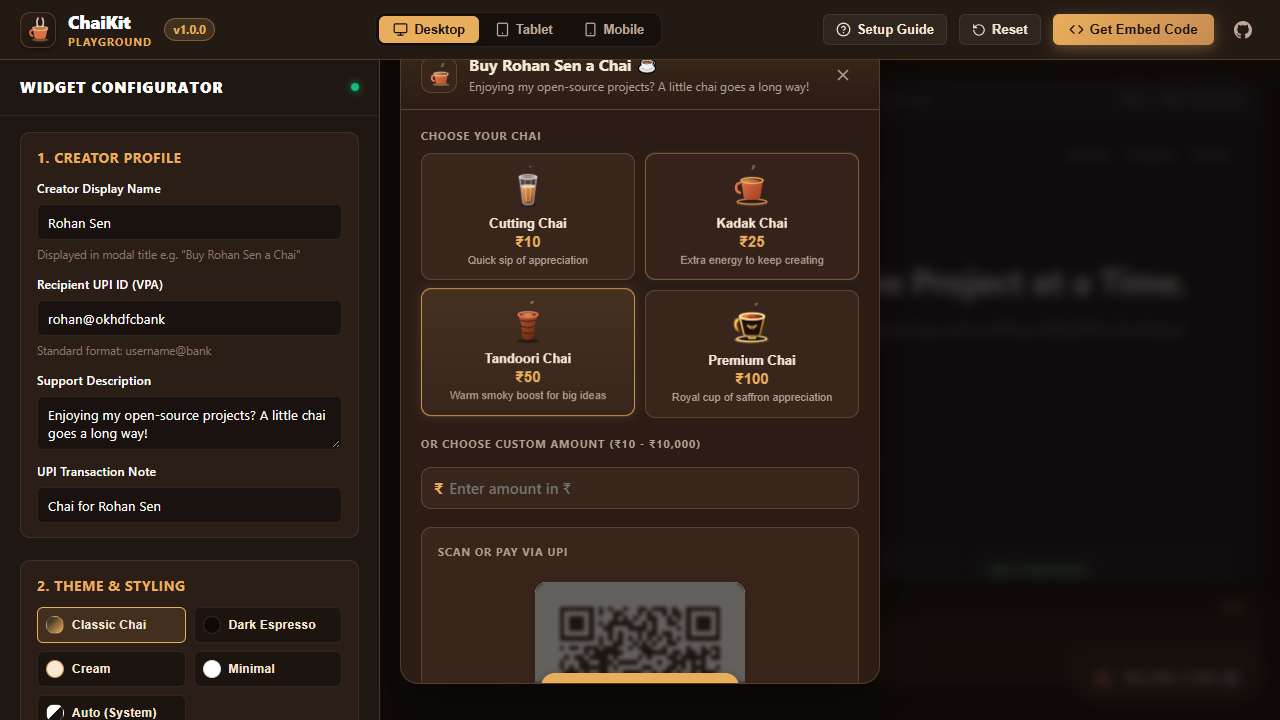 ChaiKit
PLAYGROUND
v1.0.0
Desktop
Tablet
Mobile
Setup Guide
Reset
Get Embed Code
WIDGET CONFIGURATOR
1. CREATOR PROFILE
Creator Display Name
Rohan Sen
Displayed in modal title e.g. "Buy Rohan Sen a Chai"
Recipient UPI ID (VPA)
rohan@okhdfcbank
Standard format: username@bank
Support Description
Enjoying my open-source projects? A little chai
goes a long way!
UPI Transaction Note
Chai for Rohan Sen
2. THEME & STYLING
Classic Chai
Dark Espresso
Cream
Minimal
Auto (System)
Buy Rohan Sen a Chai ☕
Enjoying my open-source projects? A little chai goes a long way!
CHOOSE YOUR CHAI
Cutting Chai
₹10
Quick sip of appreciation
Kadak Chai
₹25
Extra energy to keep creating
Tandoori Chai
₹50
Warm smoky boost for big ideas
Premium Chai
₹100
Royal cup of saffron appreciation
OR CHOOSE CUSTOM AMOUNT (₹10 - ₹10,000)
₹ Enter amount in ₹
SCAN OR PAY VIA UPI
Project at a Time.